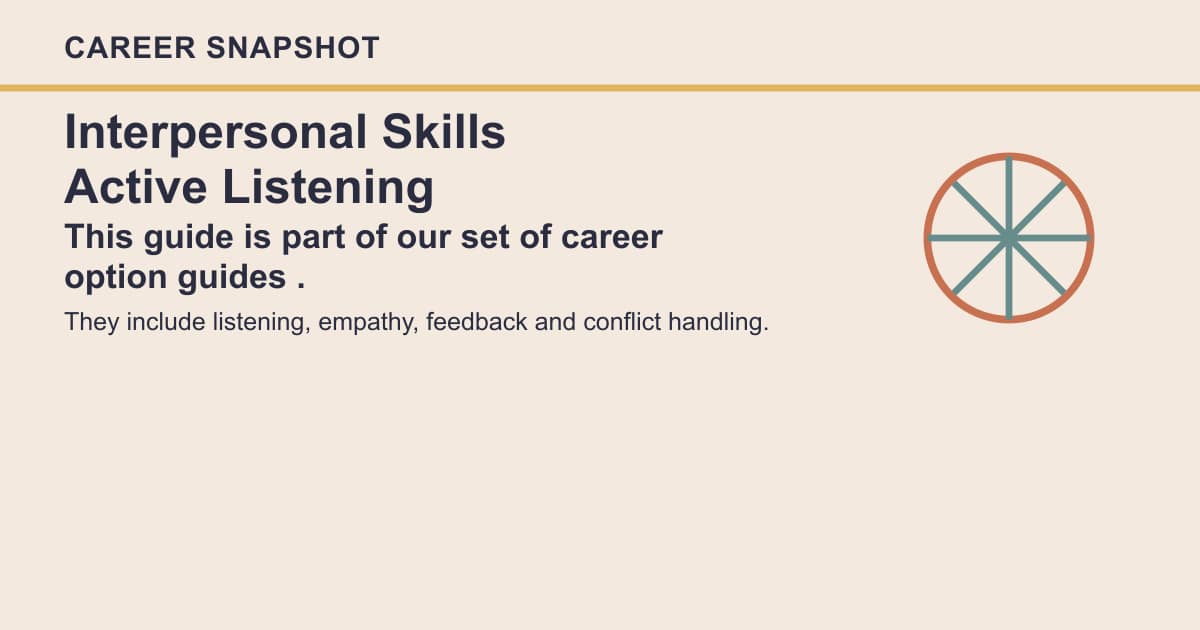 CAREER SNAPSHOT
Interpersonal Skills
Active Listening
This guide is part of our set of career
option guides .
They include listening, empathy, feedback and conflict handling.